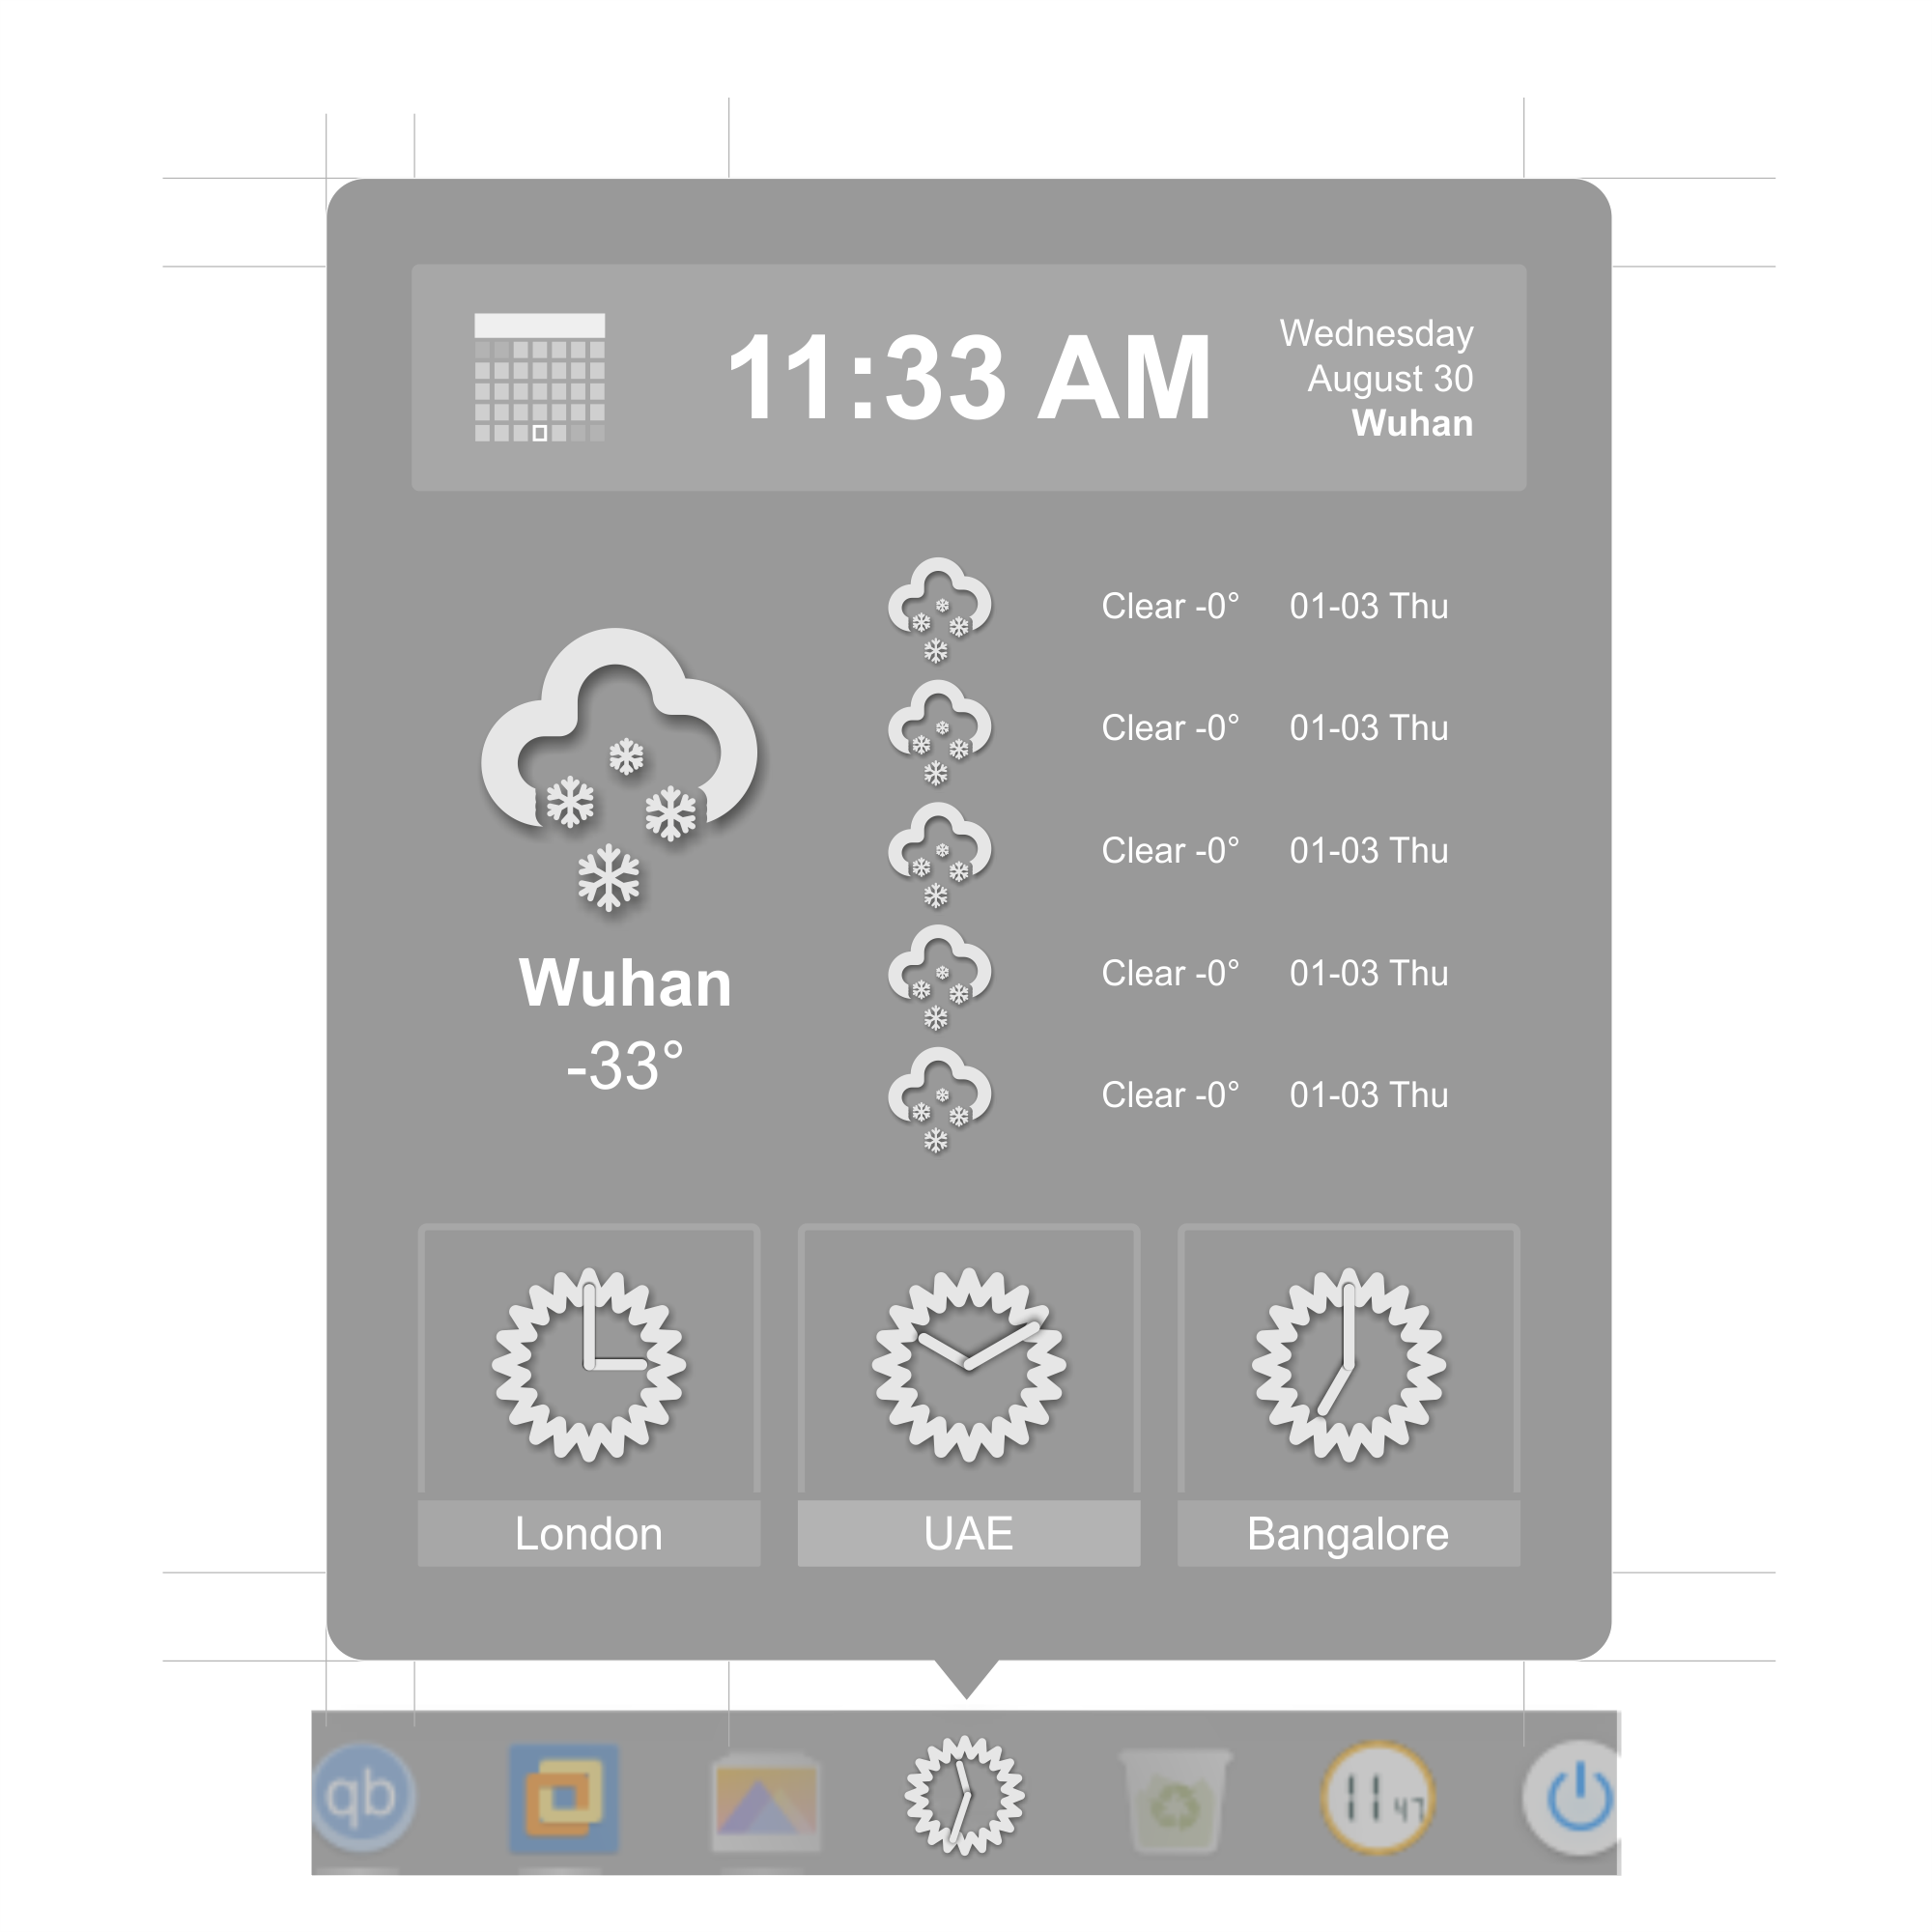 11:33 AM
Wednesday
August 30
Wuhan
Clear -0° 01-03 Thu
Clear -0° 01-03 Thu
Clear -0° 01-03 Thu
Clear -0° 01-03 Thu
Clear -0° 01-03 Thu
Wuhan
-33°
London
UAE
Bangalore
qb
11 47